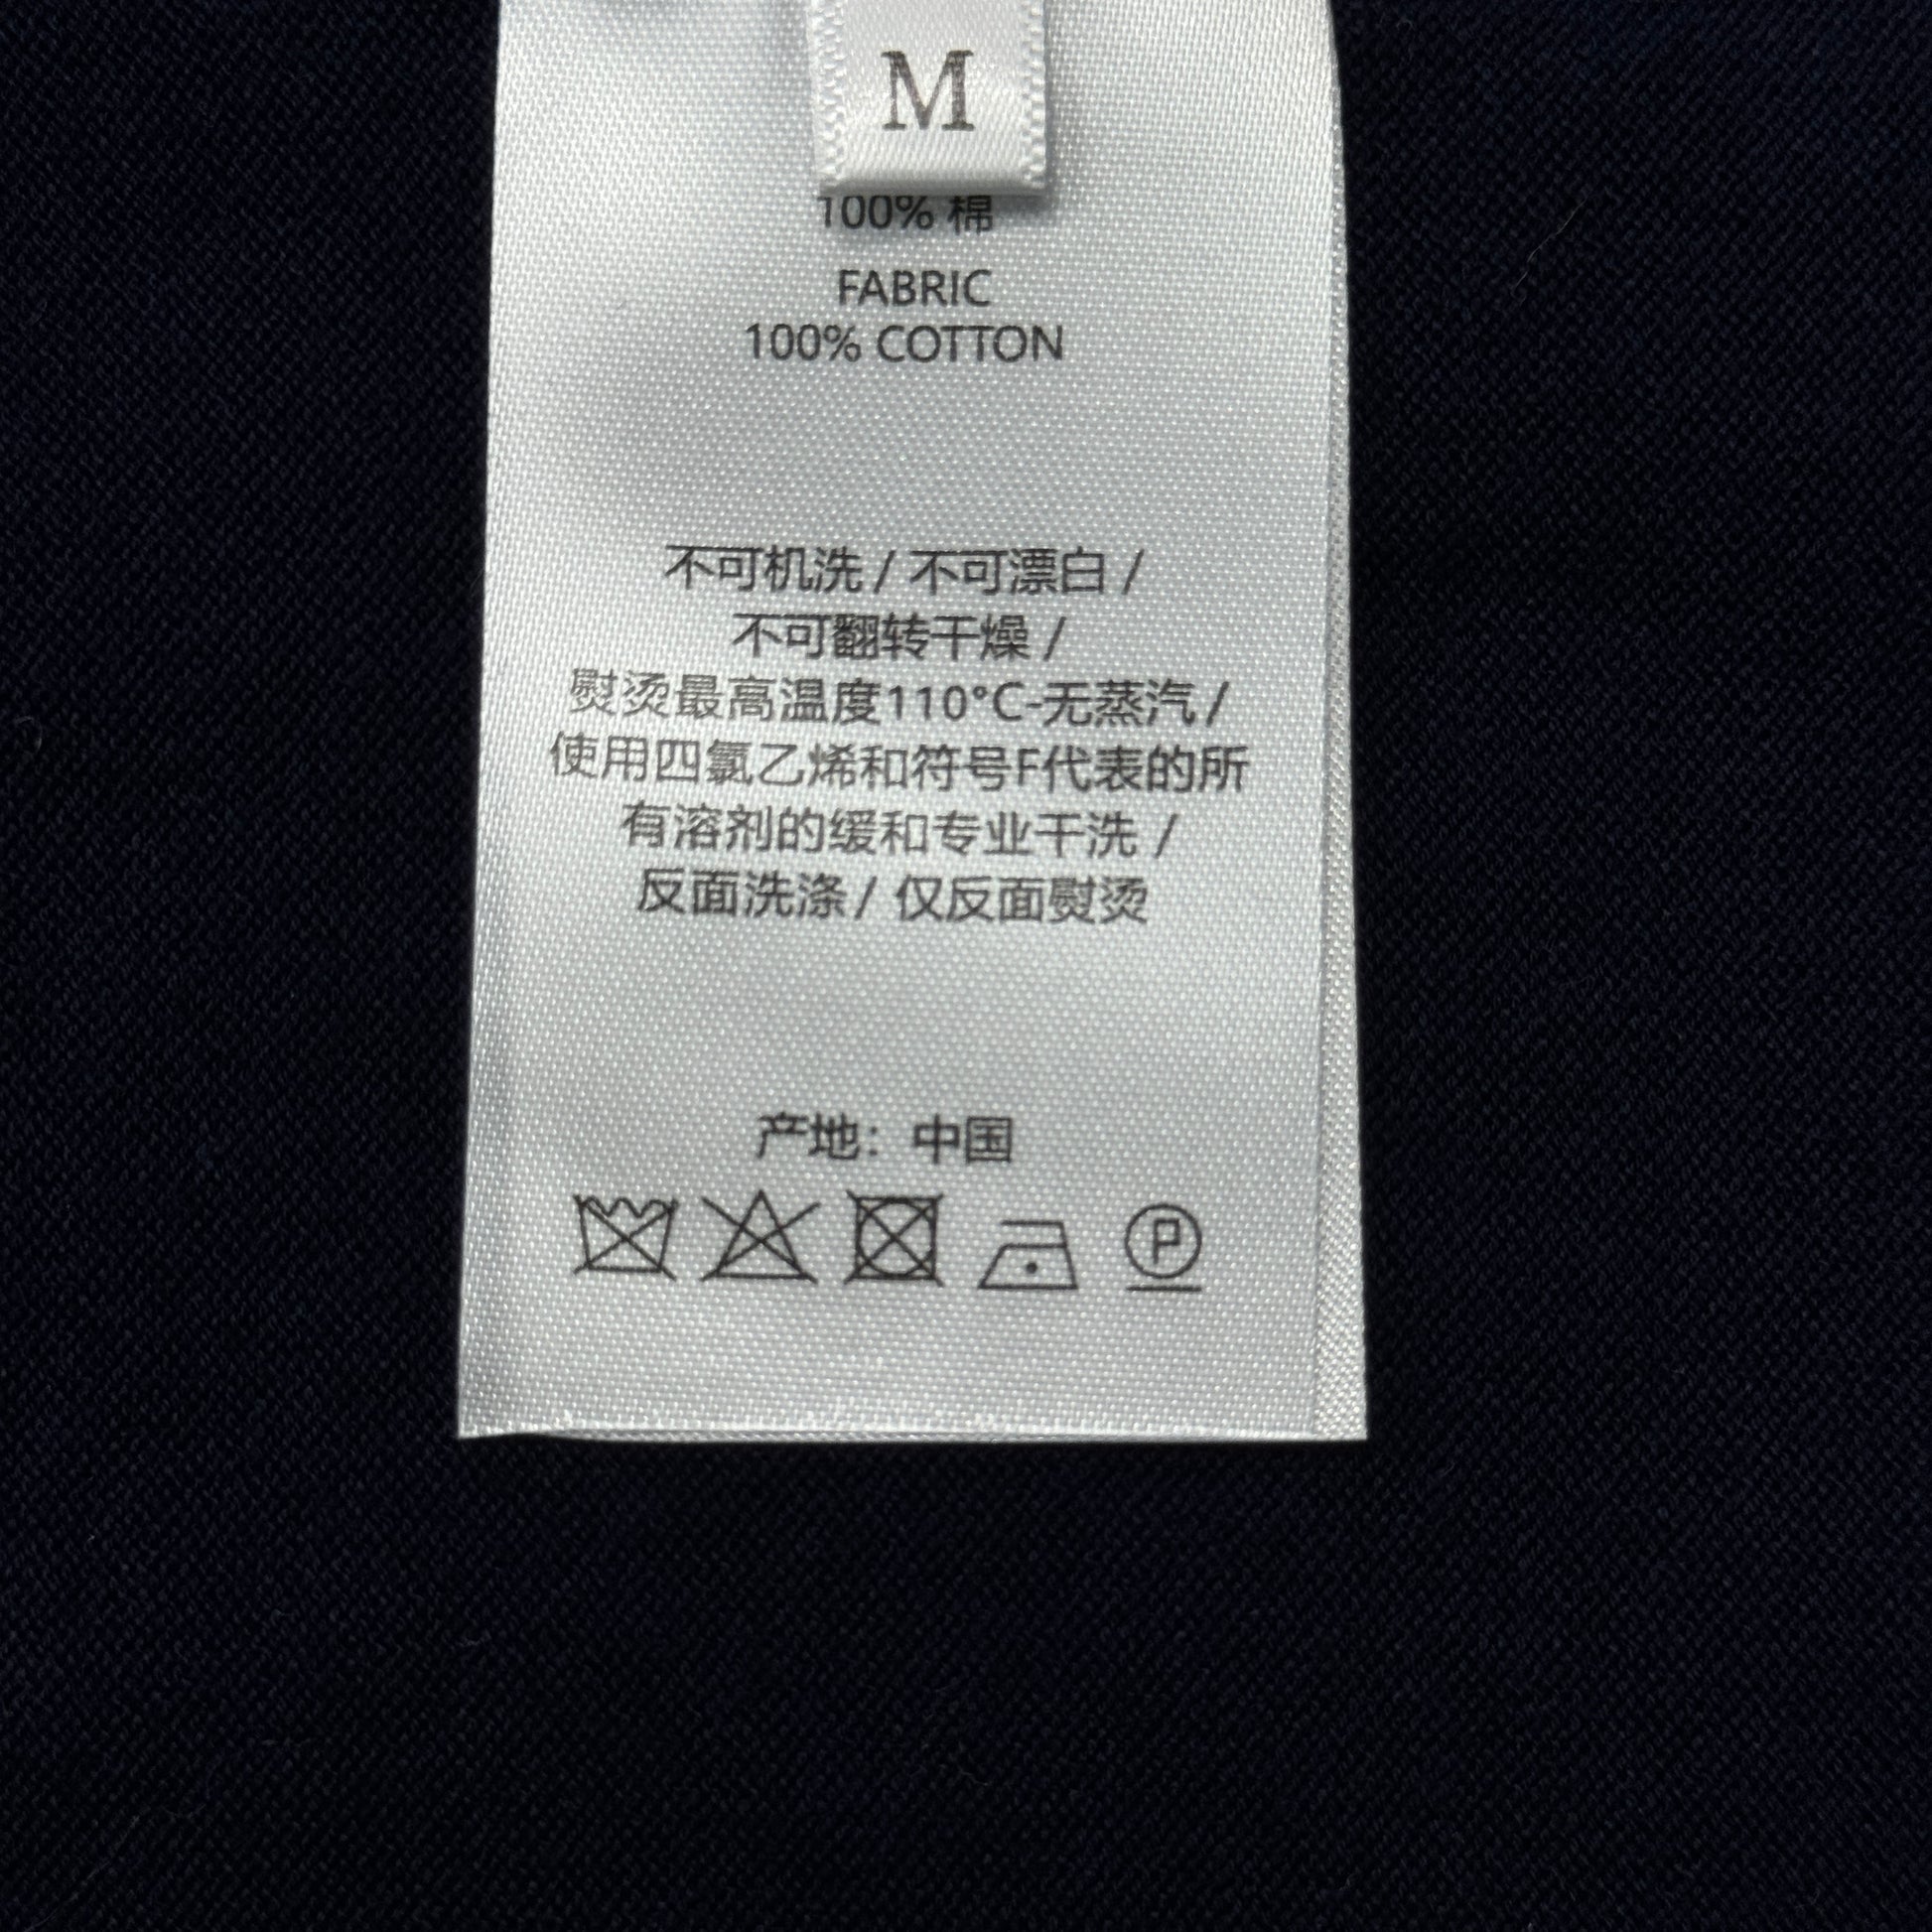 M
100% 棉
FABRIC
100% COTTON
不可机洗 / 不可漂白 /
不可翻转干燥 /
熨烫最高温度110°C-无蒸汽 /
使用四氯乙烯和符号F代表的所
有溶剂的缓和专业干洗 /
反面洗涤 / 仅反面熨烫
产地：中国
P